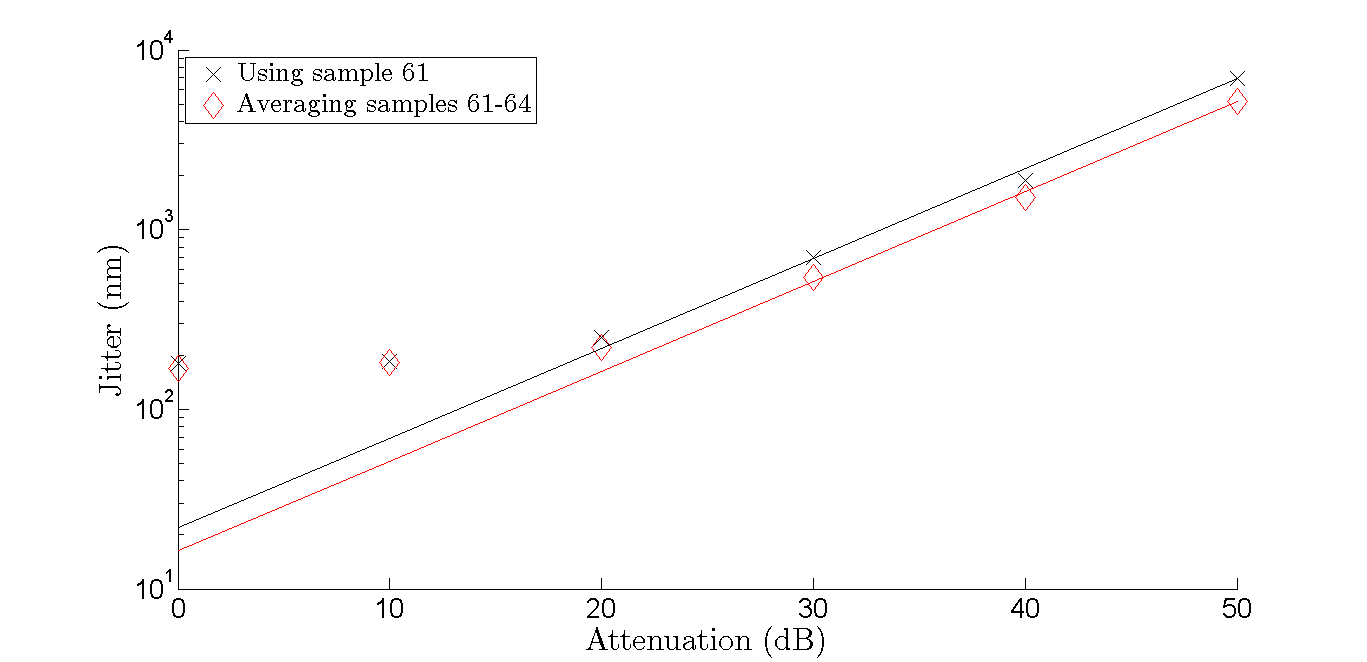 10^4
Using sample 61
Averaging samples 61-64
10^3
Jitter (nm)
10^2
10^1
0 10 20 30 40 50
Attenuation (dB)